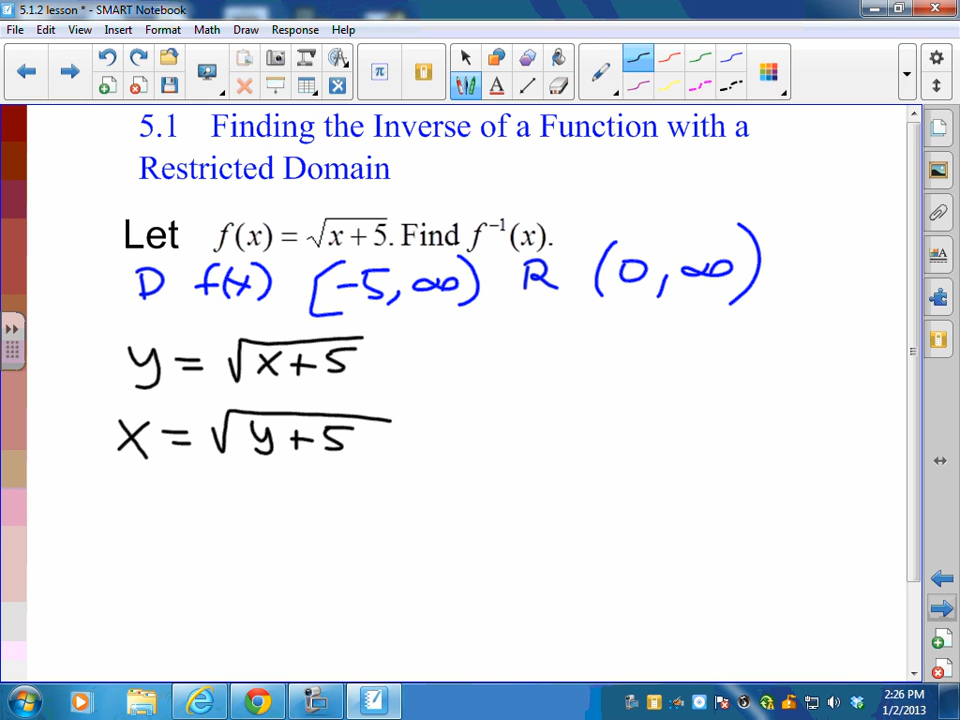 5.1.2 lesson * - SMART Notebook
File Edit View Insert Format Math Draw Response Help
5.1 Finding the Inverse of a Function with a
Restricted Domain
Let f(x) = √x + 5. Find f⁻¹(x).
D f(x) [-5, ∞) R (0, ∞)
y = √x + 5
x = √y + 5
2:26 PM
1/2/2013